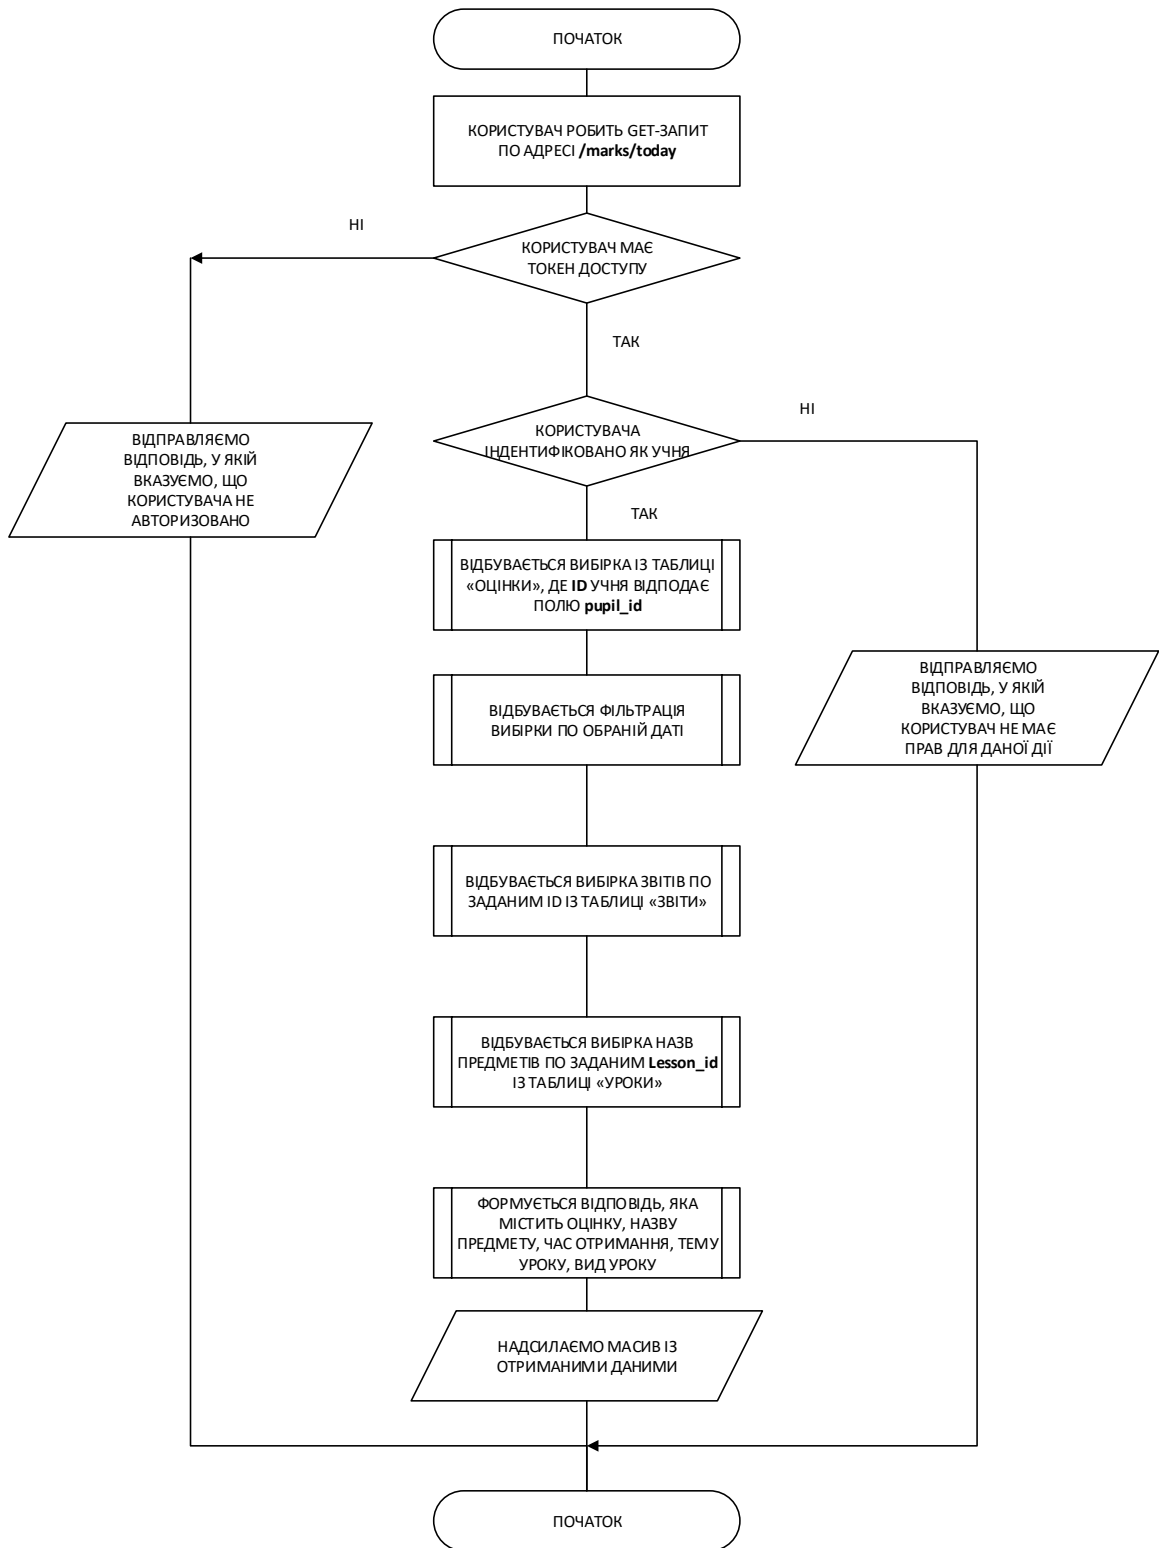 ПОЧАТОК
КОРИСТУВАЧ РОБИТЬ GET-ЗАПИТ
ПО АДРЕСІ /marks/today
НІ
КОРИСТУВАЧ МАЄ
ТОКЕН ДОСТУПУ
ТАК
НІ
КОРИСТУВАЧА
ІНДЕНТИФІКОВАНО ЯК УЧНЯ
ВІДПРАВЛЯЄМО
ВІДПОВІДЬ, У ЯКІЙ
ВКАЗУЄМО, ЩО
КОРИСТУВАЧА НЕ
АВТОРИЗОВАНО
ТАК
ВІДБУВАЄТЬСЯ ВИБІРКА ІЗ ТАБЛИЦІ
«ОЦІНКИ», ДЕ ID УЧНЯ ВІДПОДАЄ
ПОЛЮ pupil_id
ВІДПРАВЛЯЄМО
ВІДПОВІДЬ, У ЯКІЙ
ВКАЗУЄМО, ЩО
КОРИСТУВАЧ НЕ МАЄ
ПРАВ ДЛЯ ДАНОЇ ДІЇ
ВІДБУВАЄТЬСЯ ФІЛЬТРАЦІЯ
ВИБІРКИ ПО ОБРАНІЙ ДАТІ
ВІДБУВАЄТЬСЯ ВИБІРКА ЗВІТІВ ПО
ЗАДАНИМ ID ІЗ ТАБЛИЦІ «ЗВІТИ»
ВІДБУВАЄТЬСЯ ВИБІРКА НАЗВ
ПРЕДМЕТІВ ПО ЗАДАНИМ Lesson_id
ІЗ ТАБЛИЦІ «УРОКИ»
ФОРМУЄТЬСЯ ВІДПОВІДЬ, ЯКА
МІСТИТЬ ОЦІНКУ, НАЗВУ
ПРЕДМЕТУ, ЧАС ОТРИМАННЯ, ТЕМУ
УРОКУ, ВИД УРОКУ
НАДСИЛАЄМО МАСИВ ІЗ
ОТРИМАНИМИ ДАНИМИ
ПОЧАТОК